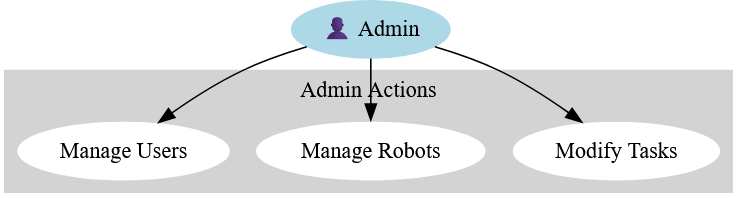 Admin
Admin Actions
Manage Users
Manage Robots
Modify Tasks